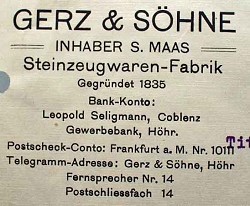 GERZ & SÖHNE
INHABER S. MAAS
Steinzeugwaren-Fabrik
Gegründet 1835
Bank-Konto:
Leopold Seligmann, Coblenz
Gewerbebank, Höhr.
Postscheck-Conto: Frankfurt a. M. Nr. 10111
Telegramm-Adresse: Gerz & Söhne, Höhr
Fernsprecher Nr. 14
Postschliessfach 14